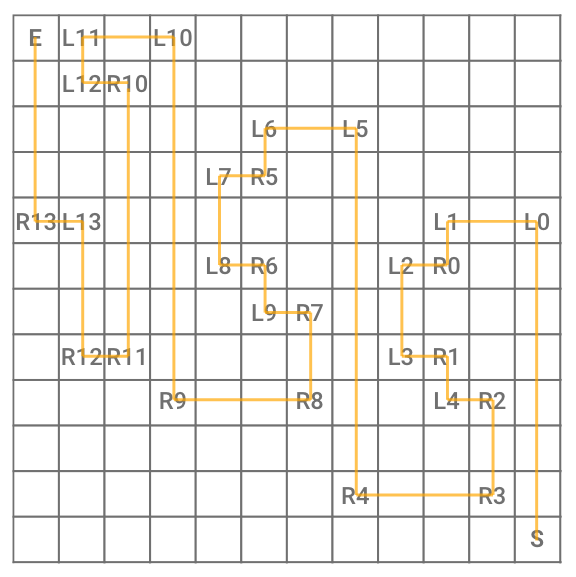 E L11 L10
L12 R10
L6 L5
L7 R5
R13 L13 L1 L0
L8 R6 L2 R0
L9 R7
R12 R11 L3 R1
R9 R8 L4 R2
R4 R3
S